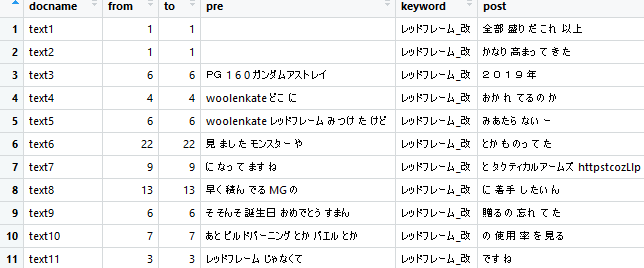 docname from to pre keyword post
1 text1 1 1 レッドフレーム_改 全部 盛り だ これ 以上
2 text2 1 1 レッドフレーム_改 かなり 高まっ て き た
3 text3 6 6 ＰＧ １６０ガンダムアストレイ レッドフレーム_改 ２０１９ 年
4 text4 4 4 woolenkate どこ に レッドフレーム_改 おか れ てる の か
5 text5 6 6 woolenkate レッドフレーム みつけ た けど レッドフレーム_改 みあたら ない ー
6 text6 22 22 見 ました モンスター や レッドフレーム_改 とか ものって た
7 text7 9 9 に なっ て ます ね レッドフレーム_改 と タクティカルアームズ httpstcozLlp
8 text8 13 13 早く 積ん でる MG の レッドフレーム_改 に 着手 し たい ん
9 text9 6 6 そ そんそ 誕生日 おめでとう すまん レッドフレーム_改 贈る の 忘れ て た
10 text10 7 7 あと ビルドバーニング とか バエル とか レッドフレーム_改 の 使用 率 を 見る
11 text11 3 3 レッドフレーム じゃなくて レッドフレーム_改 です ね